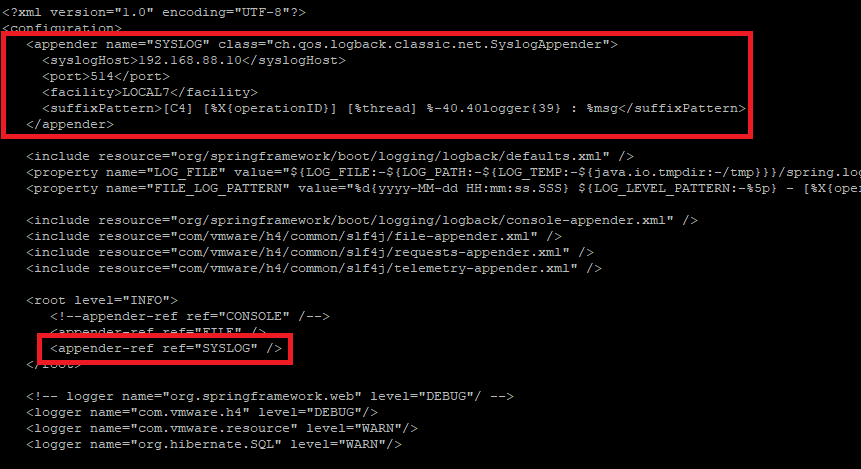 <?xml version="1.0" encoding="UTF-8"?>
<configuration>
<appender name="SYSLOG" class="ch.qos.logback.classic.net.SyslogAppender">
<syslogHost>192.168.88.10</syslogHost>
<port>514</port>
<facility>LOCAL7</facility>
<suffixPattern>[C4] [%X{operationID}] [%thread] %-40.40logger{39} : %msg</suffixPattern>
</appender>
<include resource="org/springframework/boot/logging/logback/defaults.xml" />
<property name="LOG_FILE" value="${LOG_FILE:-${LOG_PATH:-${LOG_TEMP:-${java.io.tmpdir:-/tmp}}}/spring.lo
<property name="FILE_LOG_PATTERN" value="%d{yyyy-MM-dd HH:mm:ss.SSS} ${LOG_LEVEL_PATTERN:-%5p} - [%X{ope
<include resource="org/springframework/boot/logging/logback/console-appender.xml" />
<include resource="com/vmware/h4/common/slf4j/file-appender.xml" />
<include resource="com/vmware/h4/common/slf4j/requests-appender.xml" />
<include resource="com/vmware/h4/common/slf4j/telemetry-appender.xml" />
<root level="INFO">
<!--appender-ref ref="CONSOLE" /-->
<appender-ref ref="FILE" />
<appender-ref ref="SYSLOG" />
</root>
<!-- logger name="org.springframework.web" level="DEBUG"/ -->
<logger name="com.vmware.h4" level="DEBUG"/>
<logger name="com.vmware.resource" level="WARN"/>
<logger name="org.hibernate.SQL" level="WARN"/>